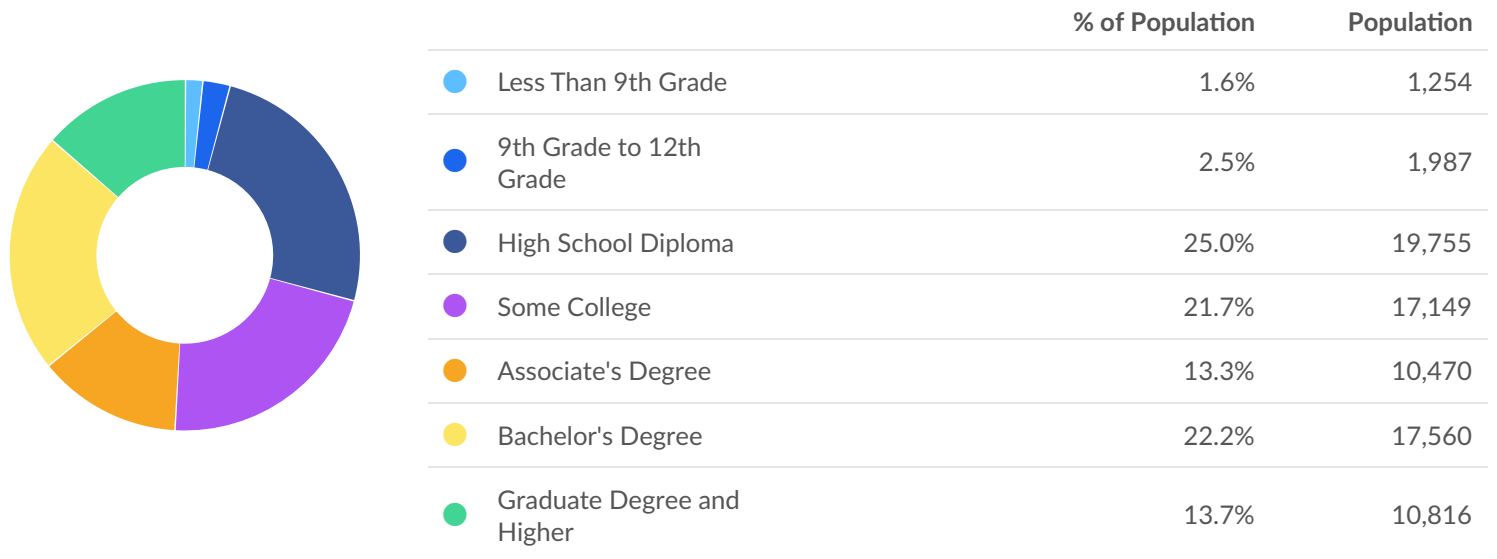 % of Population Population
Less Than 9th Grade 1.6% 1,254
9th Grade to 12th
Grade 2.5% 1,987
High School Diploma 25.0% 19,755
Some College 21.7% 17,149
Associate's Degree 13.3% 10,470
Bachelor's Degree 22.2% 17,560
Graduate Degree and
Higher 13.7% 10,816